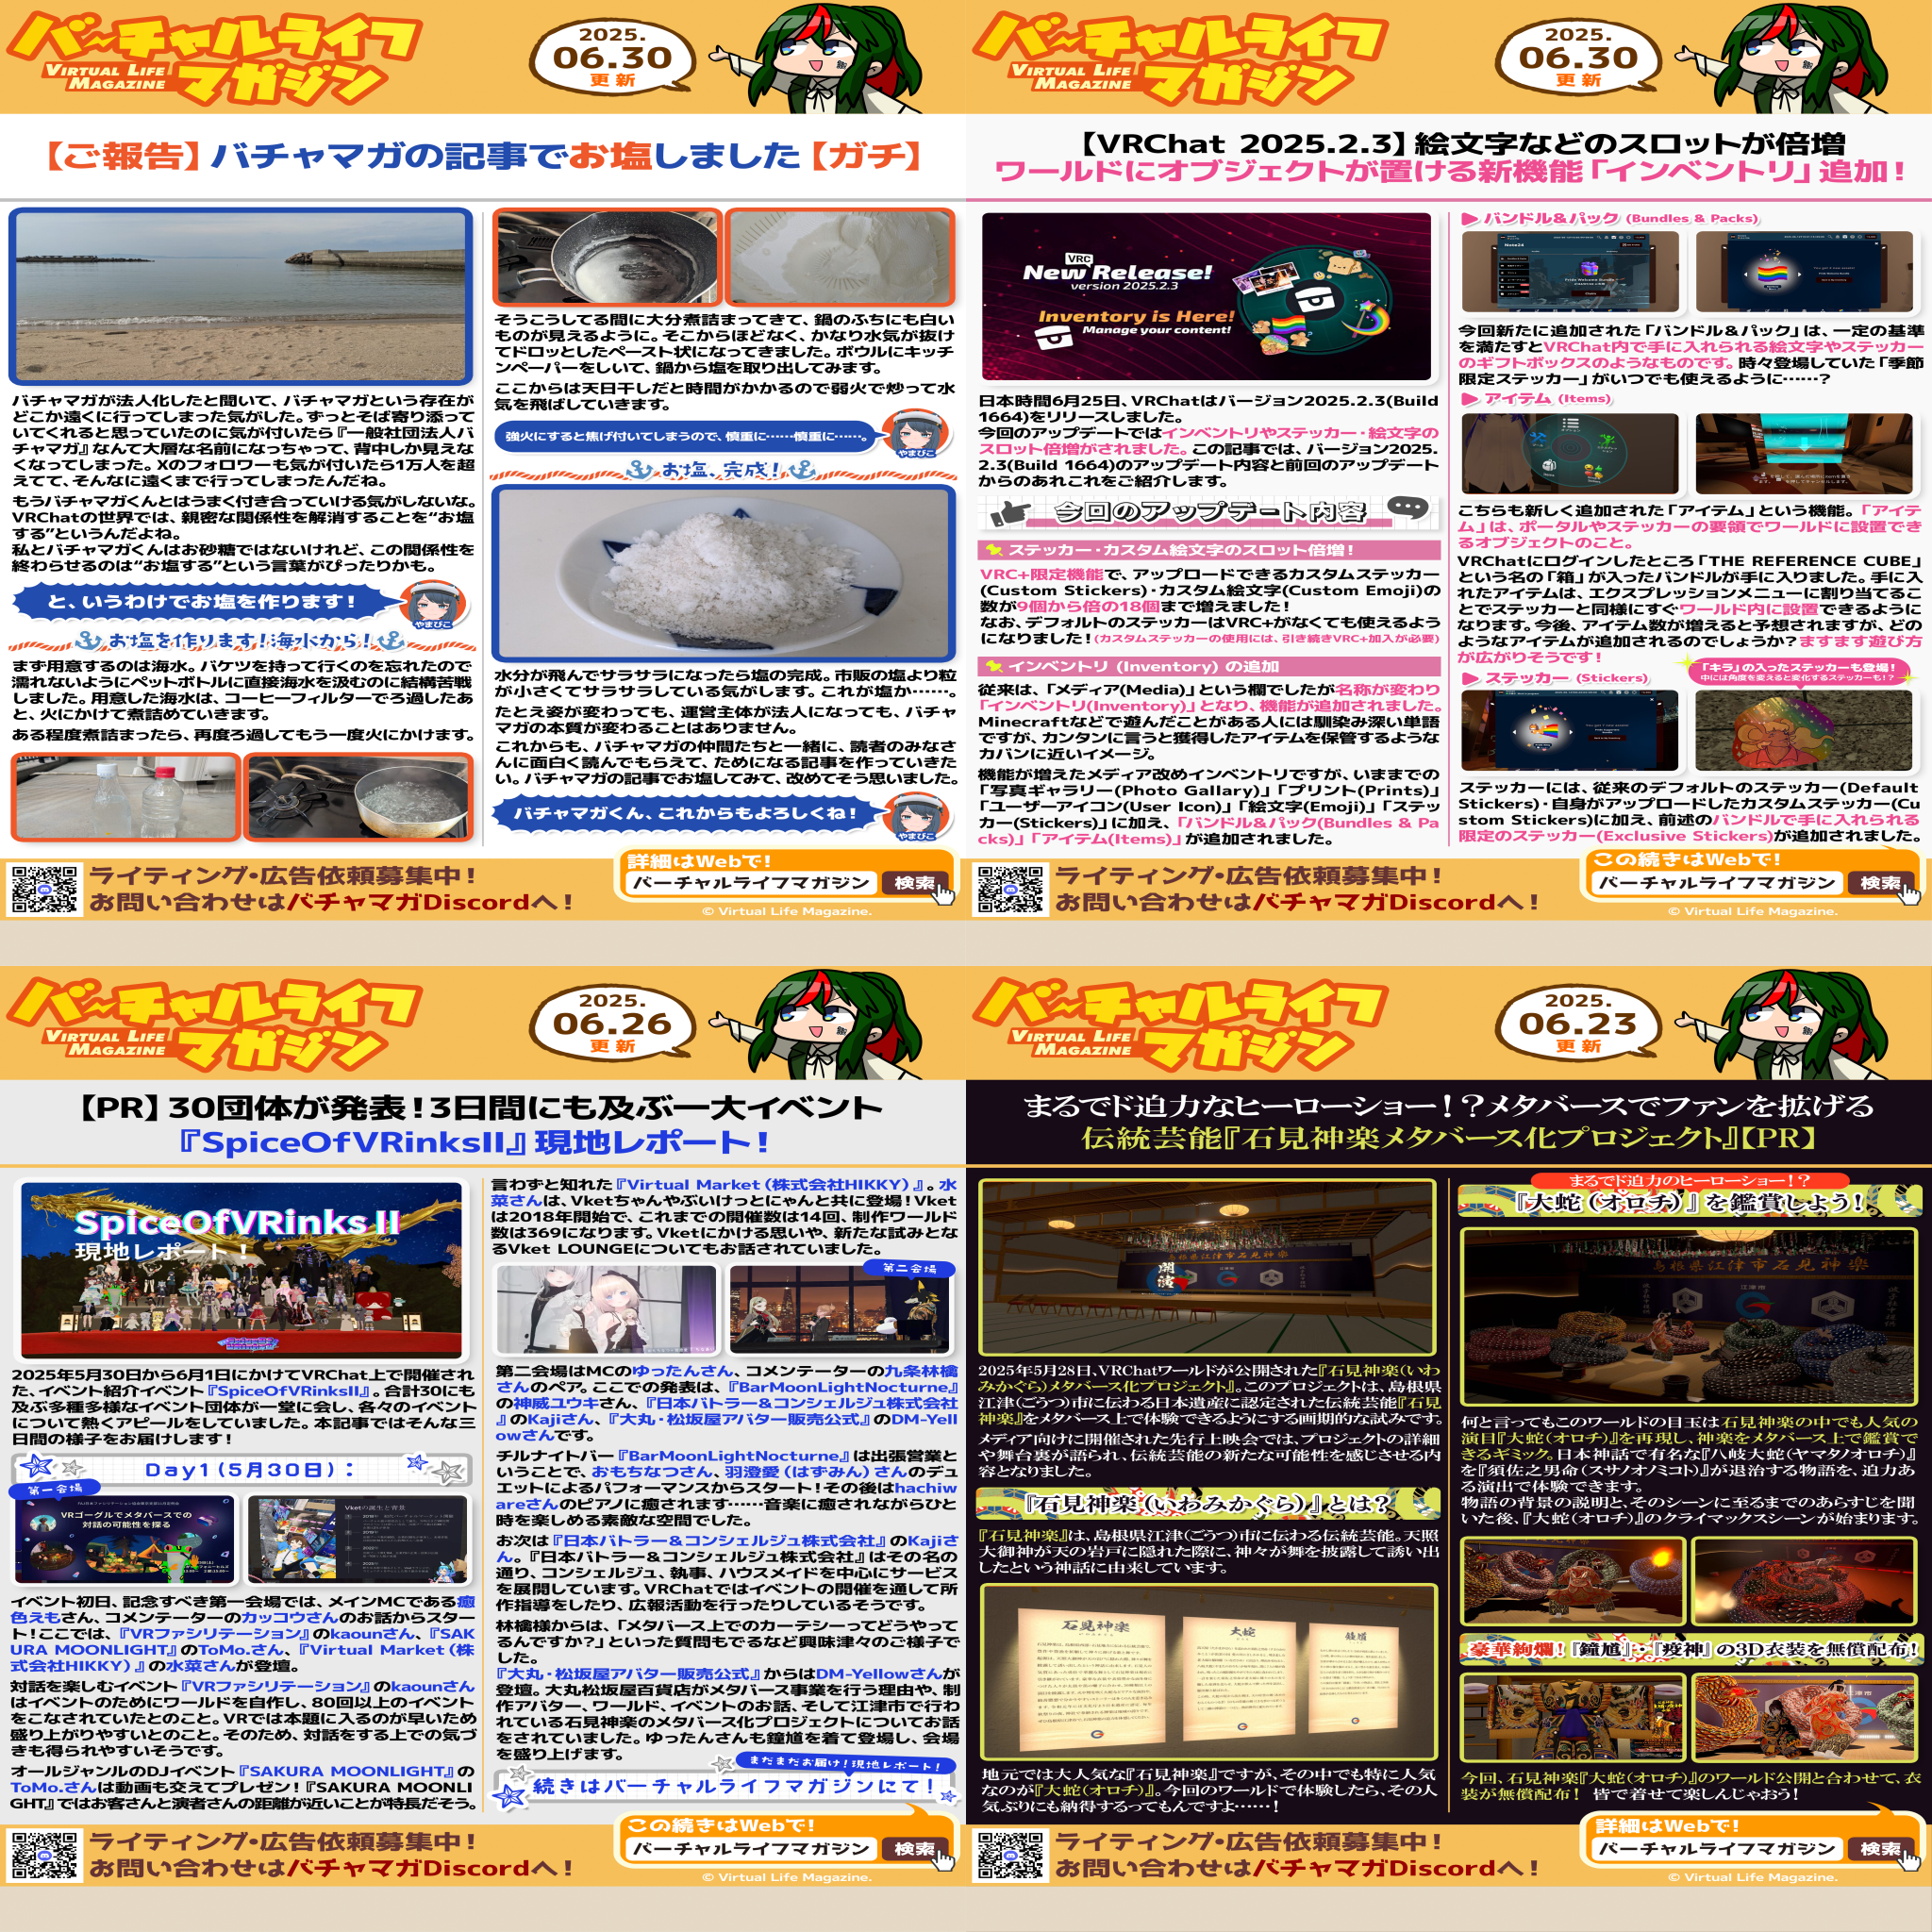 バーチャルライフ
マガジン
VIRTUAL LIFE
MAGAZINE
2025.
06.30
更新
【ご報告】バチャマガの記事でお塩しました【ガチ】
バチャマガが法人化したと聞いて、バチャマガという存在が
どこか遠くに行ってしまった気がした。ずっとそば寄り添って
いてくれると思っていたのに気が付いたら『一般社団法人バ
チャマガ』なんて大層な名前になっちゃって、背中しか見えな
くなってしまった。Xのフォロワーも気が付いたら1万人を超
えてて、そんなに遠くまで行ってしまったんだね。
もうバチャマガくんとはうまく付き合っていける気がしないな。
VRChatの世界では、親密な関係性を解消することを“お塩
する”というんだよね。
私とバチャマガくんはお砂糖ではないけれど、この関係性を
終わらせるのは“お塩する”という言葉がぴったりかも。
と、いうわけでお塩を作ります！
やまびこ
お塩を作ります！海水から！
まず用意するのは海水。バケツを持って行くのを忘れたので
濡れないようにペットボトルに直接海水を汲むのに結構苦戦
しました。用意した海水は、コーヒーフィルターでろ過したあ
と、火にかけて煮詰めていきます。
ある程度煮詰まったら、再度ろ過してもう一度火にかけます。
そうこうしてる間に大分煮詰まってきて、鍋のふちにも白い
ものが見えるように。そこからほどなく、かなり水気が抜け
てドロッとしたペースト状になってきました。ボウルにキッチ
ンペーパーをしいて、鍋から塩を取り出してみます。
ここからは天日干しだと時間がかかるので弱火で炒って水
気を飛ばしていきます。
強火にすると焦げ付いてしまうので、慎重に……慎重に……。
やまびこ
お塩、完成！
水分が飛んでサラサラになったら塩の完成。市販の塩より粒
が小さくてサラサラしている気がします。これが塩か……。
たとえ姿が変わっても、運営主体が法人になっても、バチャ
マガの本質が変わることはありません。
これからも、バチャマガの仲間たちと一緒に、読者のみなさ
んに面白く読んでもらえて、ためになる記事を作っていきた
い。バチャマガの記事でお塩してみて、改めてそう思いました。
バチャマガくん、これからもよろしくね！
やまびこ
ライティング・広告依頼募集中！
お問い合わせはバチャマガDiscordへ！
詳細はWebで！
バーチャルライフマガジン 検索
© Virtual Life Magazine.
バーチャルライフ
マガジン
VIRTUAL LIFE
MAGAZINE
2025.
06.30
更新
【VRChat 2025.2.3】絵文字などのスロットが倍増
ワールドにオブジェクトが置ける新機能「インベントリ」追加！
VRC
New Release!
version 2025.2.3
Inventory is Here!
Manage your content!
日本時間6月25日、VRChatはバージョン2025.2.3(Build
1664)をリリースしました。
今回のアップデートではインベントリやステッカー・絵文字の
スロット倍増がされました。この記事では、バージョン2025.
2.3(Build 1664)のアップデート内容と前回のアップデート
からのあれこれをご紹介します。
今回のアップデート内容
ステッカー・カスタム絵文字のスロット倍増！
VRC+限定機能で、アップロードできるカスタムステッカー
(Custom Stickers)・カスタム絵文字(Custom Emoji)の
数が9個から倍の18個まで増えました！
なお、デフォルトのステッカーはVRC+がなくても使えるよう
になりました！(カスタムステッカーの使用には、引き続きVRC+加入が必要)
インベントリ (Inventory) の追加
従来は、「メディア(Media)」という欄でしたが名称が変わり
「インベントリ(Inventory)」となり、機能が追加されました。
Minecraftなどで遊んだことがある人には馴染み深い単語
ですが、カンタンに言うと獲得したアイテムを保管するような
カバンに近いイメージ。
機能が増えたメディア改めインベントリですが、いままでの
「写真ギャラリー(Photo Gallary)」「プリント(Prints)」
「ユーザーアイコン(User Icon)」「絵文字(Emoji)」「ステッ
カー(Stickers)」に加え、「バンドル&パック(Bundles & Pa
cks)」「アイテム(Items)」が追加されました。
バンドル&パック (Bundles & Packs)
今回新たに追加された「バンドル&パック」は、一定の基準
を満たすとVRChat内で手に入れられる絵文字やステッカー
のギフトボックスのようなものです。時々登場していた「季節
限定ステッカー」がいつでも使えるように……？
アイテム (Items)
こちらも新しく追加された「アイテム」という機能。「アイテ
ム」は、ポータルやステッカーの要領でワールドに設置でき
るオブジェクトのこと。
VRChatにログインしたところ「THE REFERENCE CUBE」
という名の「箱」が入ったバンドルが手に入りました。手に入
れたアイテムは、エクスプレッションメニューに割り当てるこ
とでステッカーと同様にすぐワールド内に設置できるように
なります。今後、アイテム数が増えると予想されますが、どの
ようなアイテムが追加されるのでしょうか？ますます遊び方
が広がりそうです！
「キラ」の入ったステッカーも登場！
中には角度を変えると変化するステッカーも！？
ステッカー (Stickers)
ステッカーには、従来のデフォルトのステッカー(Default
Stickers)・自身がアップロードしたカスタムステッカー(Cu
stom Stickers)に加え、前述のバンドルで手に入れられる
限定のステッカー(Exclusive Stickers)が追加されました。
ライティング・広告依頼募集中！
お問い合わせはバチャマガDiscordへ！
この続きはWebで！
バーチャルライフマガジン 検索
© Virtual Life Magazine.
バーチャルライフ
マガジン
VIRTUAL LIFE
MAGAZINE
2025.
06.26
更新
【PR】30団体が発表！3日間にも及ぶ一大イベント
『SpiceOfVRinksII』現地レポート！
SpiceOfVRinks II
現地レポート！
2025年5月30日から6月1日にかけてVRChat上で開催され
た、イベント紹介イベント『SpiceOfVRinksII』。合計30にも
及ぶ多種多様なイベント団体が一堂に会し、各々のイベント
について熱くアピールをしていました。本記事ではそんな三
日間の様子をお届けします！
Day1(5月30日)：
第一会場
VRゴーグルでメタバースでの
対話の可能性を探る
Vketの誕生と背景
イベント初日、記念すべき第一会場では、メインMCである癒
色えもさん、コメンテーターのカッコウさんのお話からスター
ト！ここでは、『VRファシリテーション』のkaounさん、『SAK
URA MOONLIGHT』のToMo.さん、『Virtual Market（株
式会社HIKKY）』の水菜さんが登壇。
対話を楽しむイベント『VRファシリテーション』のkaounさん
はイベントのためにワールドを自作し、80回以上のイベント
をこなされていたとのこと。VRでは本題に入るのが早いため
盛り上がりやすいとのこと。そのため、対話をする上での気づ
きも得られやすいそうです。
オールジャンルのDJイベント『SAKURA MOONLIGHT』の
ToMo.さんは動画も交えてプレゼン！『SAKURA MOONLI
GHT』ではお客さんと演者さんの距離が近いことが特長だそう。
言わずと知れた『Virtual Market（株式会社HIKKY）』。水
菜さんは、Vketちゃんやぶいけっとにゃんと共に登場！Vket
は2018年開始で、これまでの開催数は14回、制作ワールド
数は369になります。Vketにかける思いや、新たな試みとな
るVket LOUNGEについてもお話されていました。
第二会場
第二会場はMCのゆったんさん、コメンテーターの九条林檎
さんのペア。ここでの発表は、『BarMoonLightNocturne』
の神威ユウキさん、『日本バトラー&コンシェルジュ株式会社
』のKajiさん、『大丸・松坂屋アバター販売公式』のDM-Yell
owさんです。
チルナイトバー『BarMoonLightNocturne』は出張営業と
いうことで、おもちなつさん、羽澄愛（はずみん）さんのデュ
エットによるパフォーマンスからスタート！その後はhachiw
areさんのピアノに癒されます……音楽に癒されながらひと
時を楽しめる素敵な空間でした。
お次は『日本バトラー&コンシェルジュ株式会社』のKajiさ
ん。『日本バトラー&コンシェルジュ株式会社』はその名の
通り、コンシェルジュ、執事、ハウスメイドを中心にサービス
を展開しています。VRChatではイベントの開催を通して所
作指導をしたり、広報活動を行ったりしているそうです。
林檎様からは、「メタバース上でのカーテシーってどうやって
るんですか？」といった質問もでるなど興味津々のご様子で
した。
『大丸・松坂屋アバター販売公式』からはDM-Yellowさんが
登壇。大丸松坂屋百貨店がメタバース事業を行う理由や、制
作アバター、ワールド、イベントのお話、そして江津市で行わ
れている石見神楽のメタバース化プロジェクトについてお話
されていました。ゆったんさんも鐘馗を着て登場し、会場
を盛り上げます。
まだまだお届け！現地レポート！
続きはバーチャルライフマガジンにて！
ライティング・広告依頼募集中！
お問い合わせはバチャマガDiscordへ！
この続きはWebで！
バーチャルライフマガジン 検索
© Virtual Life Magazine.
バーチャルライフ
マガジン
VIRTUAL LIFE
MAGAZINE
2025.
06.23
更新
まるでド迫力なヒーローショー！？メタバースでファンを拡げる
伝統芸能『石見神楽メタバース化プロジェクト』【PR】
島根県江津市石見神楽
開演
江津市
2025年5月28日、VRChatワールドが公開された『石見神楽(いわ
みかぐら)メタバース化プロジェクト』。このプロジェクトは、島根県
江津(ごうつ)市に伝わる日本遺産に認定された伝統芸能『石見
神楽』をメタバース上で体験できるようにする画期的な試みです。
メディア向けに開催された先行上映会では、プロジェクトの詳細
や舞台裏が語られ、伝統芸能の新たな可能性を感じさせる内
容となりました。
『石見神楽(いわみかぐら)』とは？
『石見神楽』は、島根県江津(ごうつ)市に伝わる伝統芸能。天照
大御神が天の岩戸に隠れた際に、神々が舞を披露して誘い出
したという神話に由来しています。
石見神楽
大蛇
鐘馗
地元では大人気な『石見神楽』ですが、その中でも特に人気
なのが『大蛇(オロチ)』。今回のワールドで体験したら、その人
気ぶりにも納得するってもんですよ……！
まるでド迫力のヒーローショー！？
『大蛇(オロチ)』を鑑賞しよう！
島根県江津市石見神楽
江津市
何と言ってもこのワールドの目玉は石見神楽の中でも人気の
演目『大蛇(オロチ)』を再現し、神楽をメタバース上で鑑賞で
きるギミック。日本神話で有名な『八岐大蛇(ヤマタノオロチ)』
を『須佐之男命(スサノオノミコト)』が退治する物語を、迫力あ
る演出で体験できます。
物語の背景の説明と、そのシーンに至るまでのあらすじを聞
いた後、『大蛇(オロチ)』のクライマックスシーンが始まります。
豪華絢爛！『鐘馗』・『疫神』の3D衣装を無償配布！
今回、石見神楽『大蛇(オロチ)』のワールド公開と合わせて、衣
装が無償配布！ 皆で着せて楽しんじゃおう！
ライティング・広告依頼募集中！
お問い合わせはバチャマガDiscordへ！
詳細はWebで！
バーチャルライフマガジン 検索
© Virtual Life Magazine.